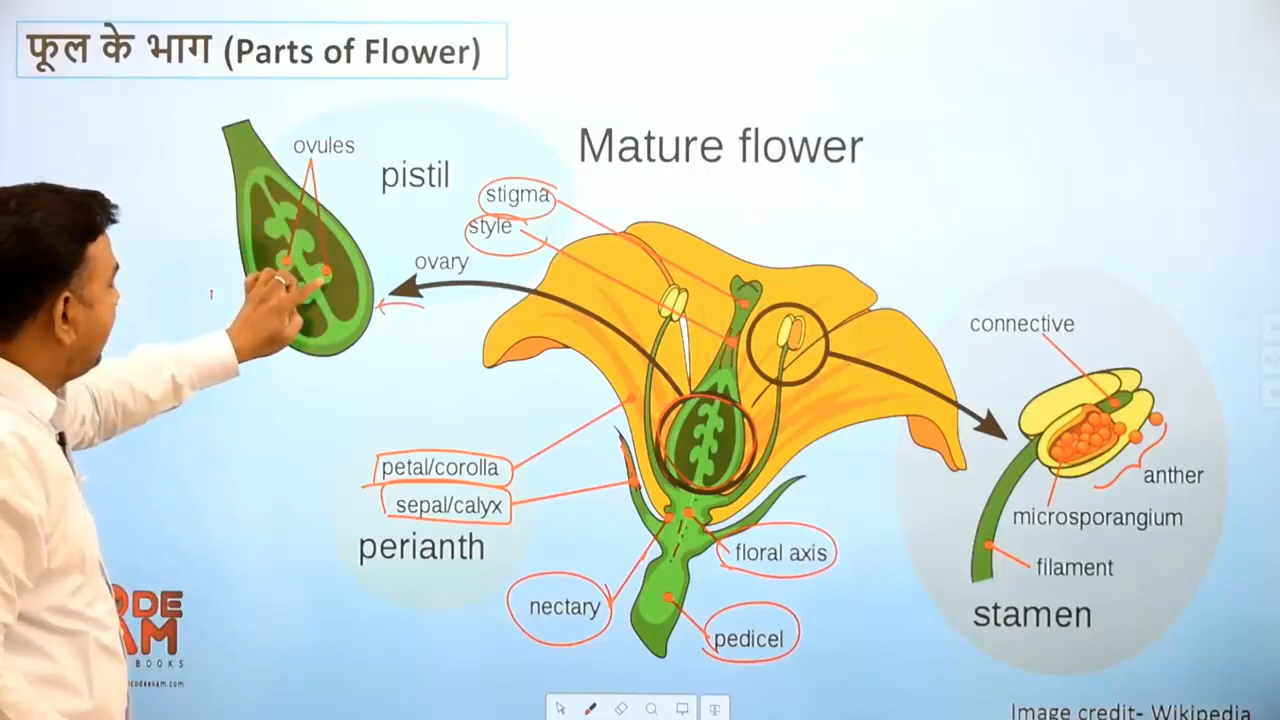 फूल के भाग (Parts of Flower)
Mature flower
ovules
pistil
stigma
style
ovary
connective
petal/corolla
sepal/calyx
perianth
anther
microsporangium
filament
stamen
floral axis
nectary
pedicel
BOOKS
Image credit- Wikipedia